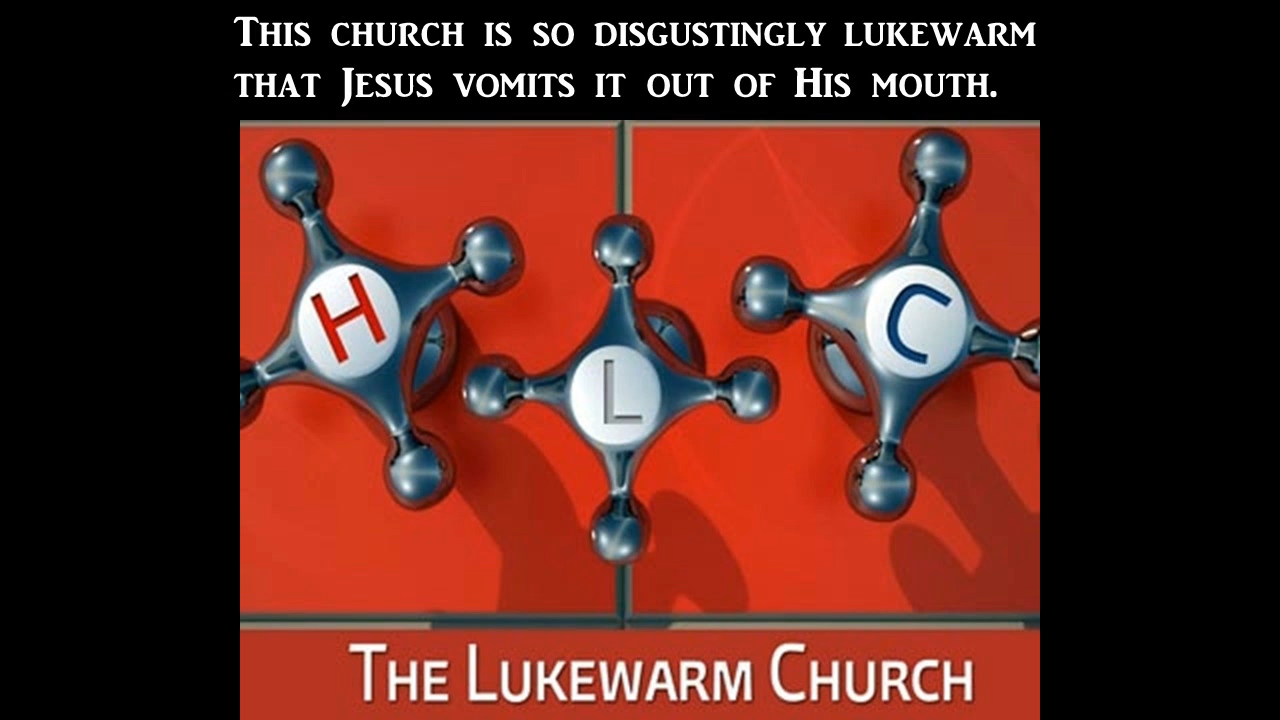 This church is so disgustingly lukewarm
that Jesus vomits it out of His mouth.
H
L
C
The Lukewarm Church